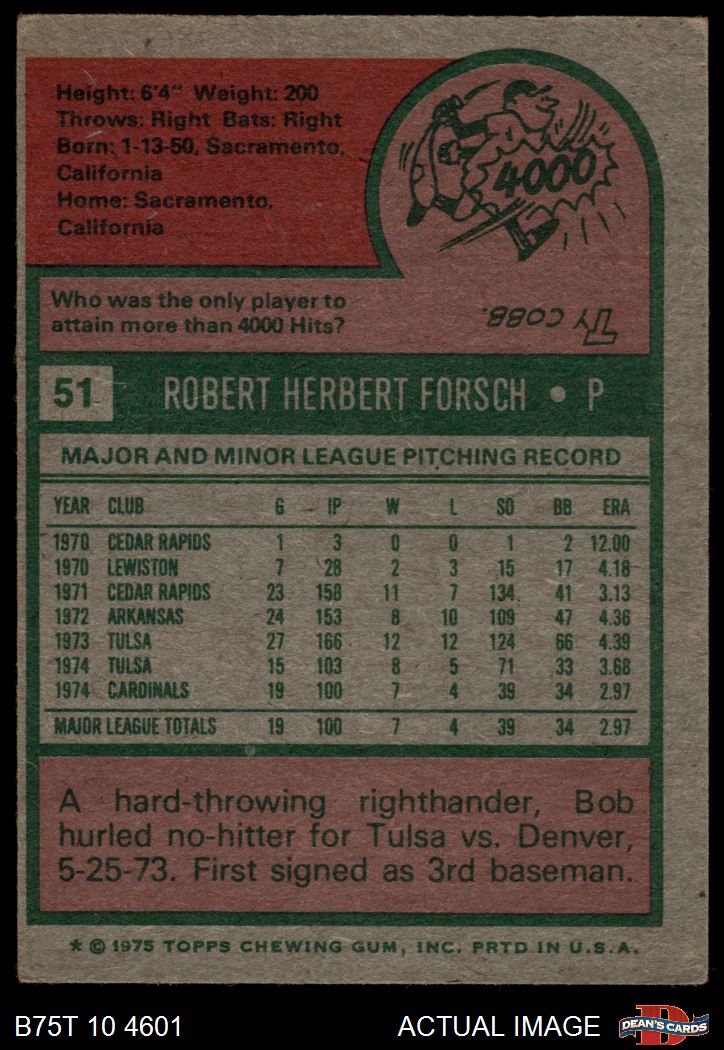 Height: 6'4" Weight: 200
Throws: Right Bats: Right
Born: 1-13-50, Sacramento,
California
Home: Sacramento,
California
4000
Who was the only player to
attain more than 4000 Hits?
TY COBB.
51 ROBERT HERBERT FORSCH • P
MAJOR AND MINOR LEAGUE PITCHING RECORD
YEAR CLUB G IP W L SO BB ERA
1970 CEDAR RAPIDS 1 3 0 0 1 2 12.00
1970 LEWISTON 7 28 2 3 15 17 4.18
1971 CEDAR RAPIDS 23 158 11 7 134 41 3.13
1972 ARKANSAS 24 153 8 10 109 47 4.36
1973 TULSA 27 166 12 12 124 66 4.39
1974 TULSA 15 103 8 5 71 33 3.68
1974 CARDINALS 19 100 7 4 39 34 2.97
MAJOR LEAGUE TOTALS 19 100 7 4 39 34 2.97
A hard-throwing righthander, Bob
hurled no-hitter for Tulsa vs. Denver,
5-25-73. First signed as 3rd baseman.
* © 1975 TOPPS CHEWING GUM, INC. PRTD IN U.S.A.
B75T 10 4601 ACTUAL IMAGE
D
DEAN'S CARDS